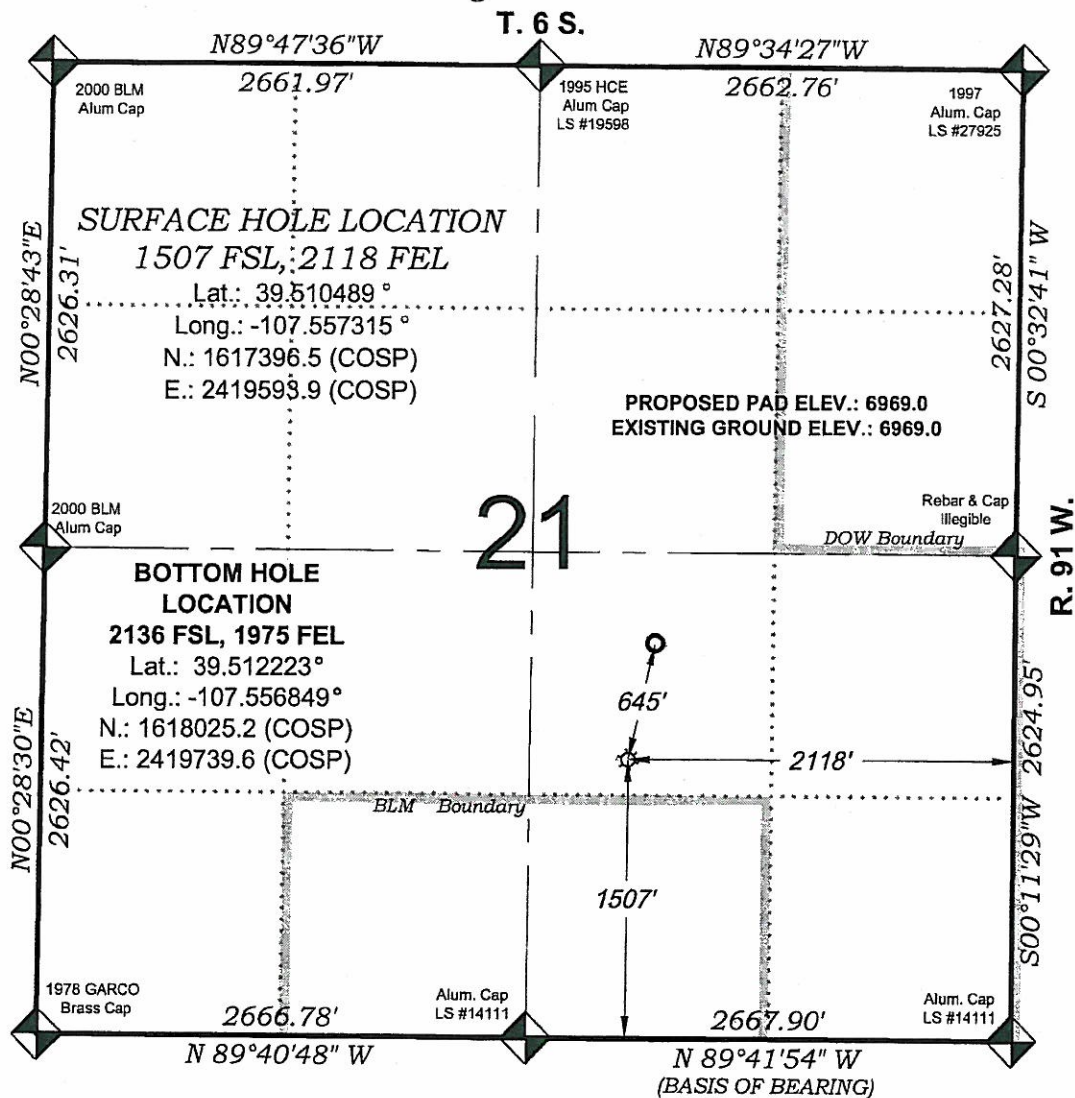 T. 6 S.
N89°47'36"W
N89°34'27"W
2661.97'
2662.76'
2000 BLM
Alum Cap
1995 HCE
Alum Cap
LS #19598
1997
Alum. Cap
LS #27925
N00°28'43"E
2626.31'
SURFACE HOLE LOCATION
1507 FSL, 2118 FEL
Lat.: 39.510489 °
Long.: -107.557315 °
N.: 1617396.5 (COSP)
E.: 2419593.9 (COSP)
2627.28'
S 00°32'41" W
PROPOSED PAD ELEV.: 6969.0
EXISTING GROUND ELEV.: 6969.0
2000 BLM
Alum Cap
21
Rebar & Cap
Illegible
DOW Boundary
R. 91 W.
BOTTOM HOLE
LOCATION
2136 FSL, 1975 FEL
Lat.: 39.512223°
Long.: -107.556849°
N.: 1618025.2 (COSP)
E.: 2419739.6 (COSP)
N00°28'30"E
2626.42'
645'
2118'
2624.95'
S00°11'29"W
BLM Boundary
1507'
1978 GARCO
Brass Cap
Alum. Cap
LS #14111
Alum. Cap
LS #14111
2666.78'
2667.90'
N 89°40'48" W
N 89°41'54" W
(BASIS OF BEARING)